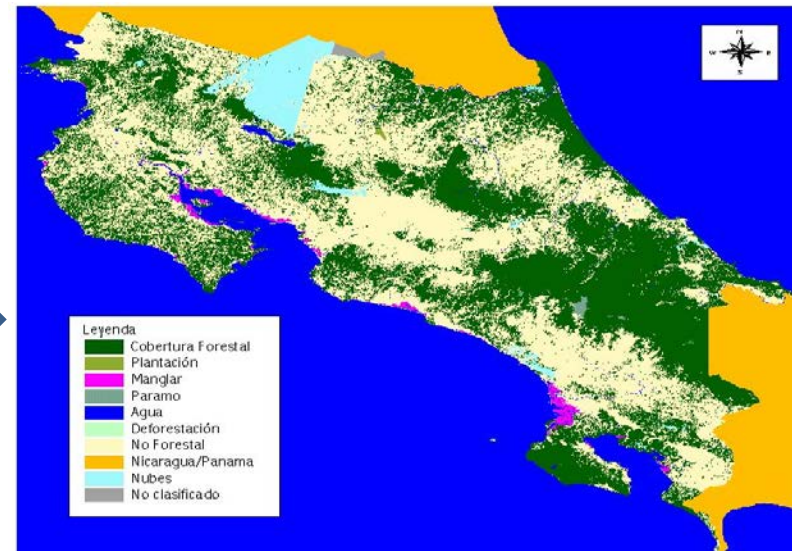 N
W E
S
Leyenda
Cobertura Forestal
Plantación
Manglar
Paramo
Agua
Deforestación
No Forestal
Nicaragua/Panama
Nubes
No clasificado